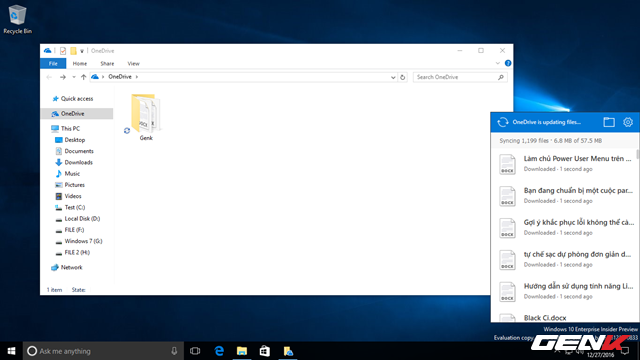 Recycle Bin
OneDrive
File
Home
Share
View
OneDrive
Search OneDrive
Quick access
OneDrive
This PC
Desktop
Documents
Downloads
Music
Pictures
Videos
Test (C:)
Local Disk (D:)
FILE (F:)
Windows 7 (G:)
FILE 2 (H:)
Network
DOCX
Genk
1 item
State:
OneDrive is updating files...
Syncing 1,199 files • 6.8 MB of 57.5 MB
DOCX
Làm chủ Power User Menu trên ...
Downloaded - 1 second ago
DOCX
Bạn đang chuẩn bị một cuộc par...
Downloaded - 1 second ago
DOCX
Gợi ý khắc phục lỗi không thể cà...
Downloaded - 1 second ago
DOCX
tự chế sạc dự phòng đơn giản d...
Downloaded - 1 second ago
DOCX
Hướng dẫn sử dụng tính năng Li...
Downloaded - 1 second ago
Black Ci.docx
Windows 10 Enterprise Insider Preview
Evaluation copy.
GENK
Ask me anything
12/27/2016